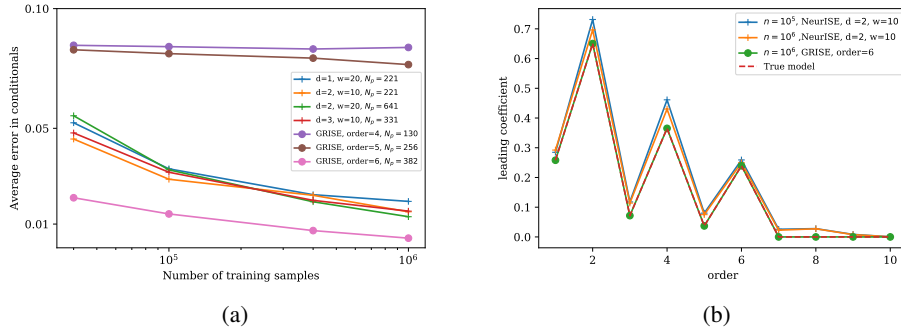 0.10
0.05
0.01
Average error in conditionals
10^5
10^6
Number of training samples
d=1, w=20, N_p = 221
d=2, w=10, N_p = 221
d=2, w=20, N_p = 641
d=3, w=10, N_p = 331
GRISE, order=4, N_p = 130
GRISE, order=5, N_p = 256
GRISE, order=6, N_p = 382
(a)
0.7
0.6
0.5
0.4
0.3
0.2
0.1
0.0
leading coefficient
2
4
6
8
10
order
n = 10^5, NeurISE, d=2, w=10
n = 10^6 ,NeurISE, d=2, w=10
n = 10^6, GRISE, order=6
True model
(b)